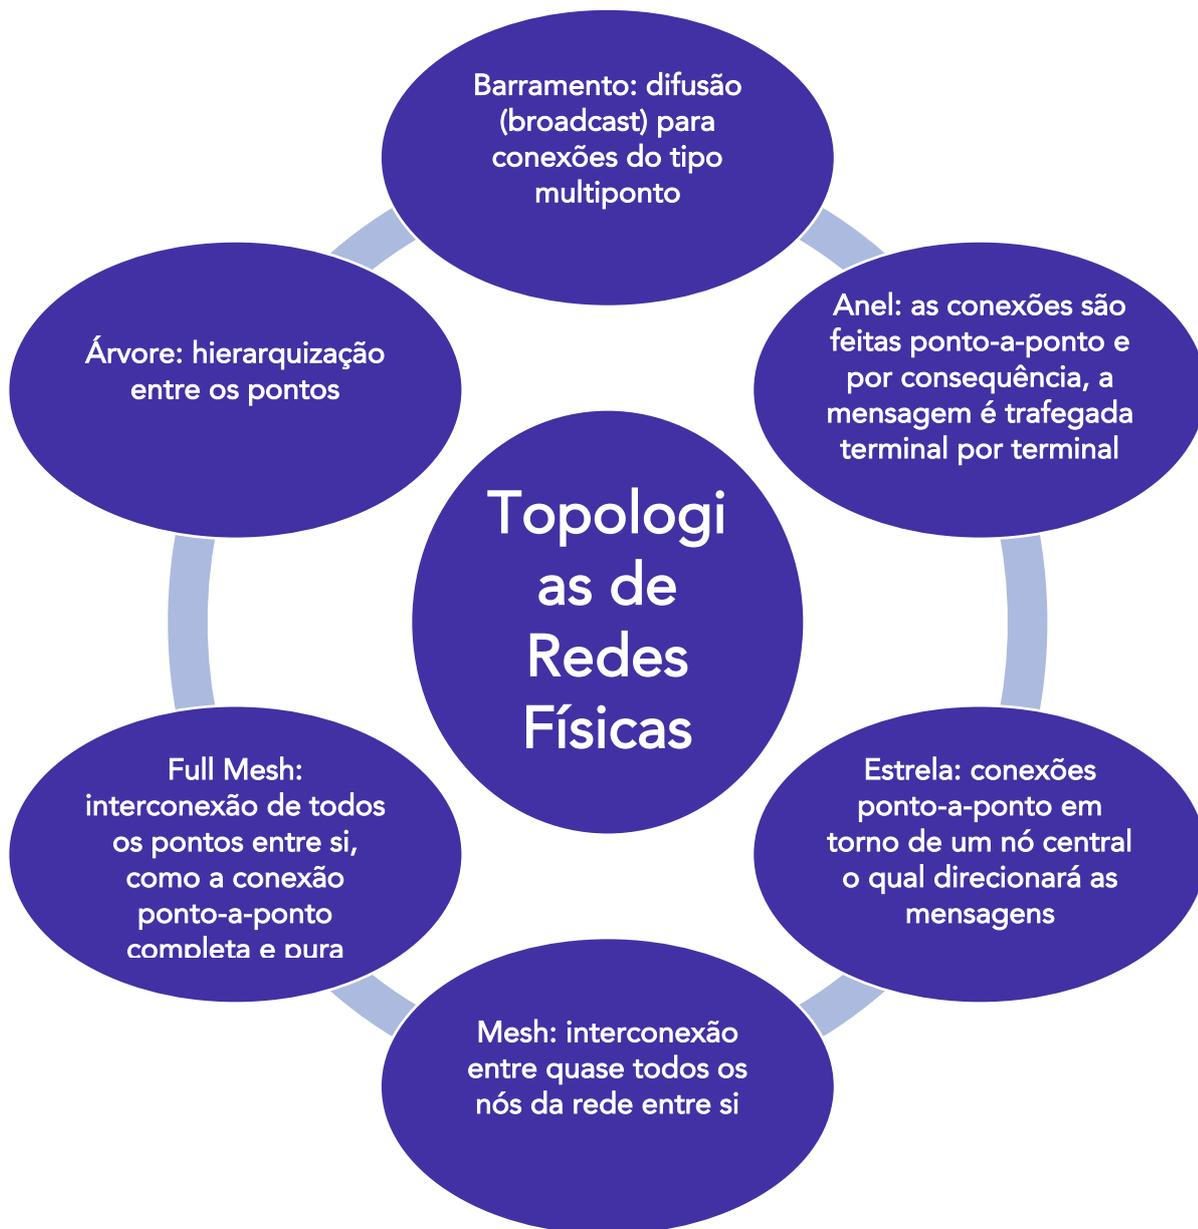 Barramento: difusão
(broadcast) para
conexões do tipo
multiponto
Anel: as conexões são
feitas ponto-a-ponto e
por consequência, a
mensagem é trafegada
terminal por terminal
Estrela: conexões
ponto-a-ponto em
torno de um nó central
o qual direcionará as
mensagens
Mesh: interconexão
entre quase todos os
nós da rede entre si
Full Mesh:
interconexão de todos
os pontos entre si,
como a conexão
ponto-a-ponto
completa e pura
Árvore: hierarquização
entre os pontos
Topologi
as de
Redes
Físicas